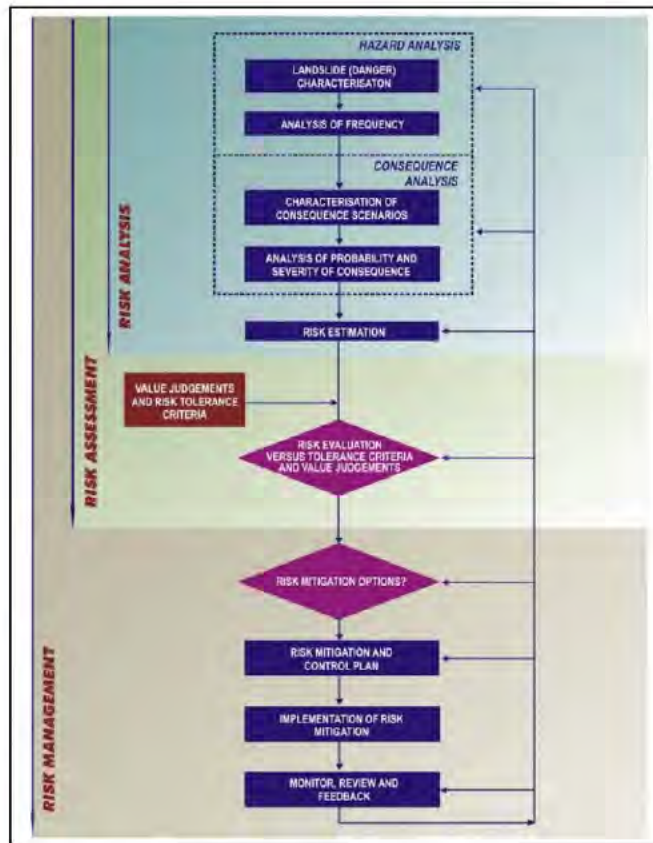 HAZARD ANALYSIS
LANDSLIDE (DANGER)
CHARACTERISATON
ANALYSIS OF FREQUENCY
CONSEQUENCE
ANALYSIS
CHARACTERISATION OF
CONSEQUENCE SCENARIOS
ANALYSIS OF PROBABILITY AND
SEVERITY OF CONSEQUENCE
RISK ANALYSIS
RISK ESTIMATION
VALUE JUDGEMENTS
AND RISK TOLERANCE
CRITERIA
RISK EVALUATION
VERSUS TOLERANCE CRITERIA
AND VALUE JUDGEMENTS
RISK ASSESSMENT
RISK MITIGATION OPTIONS?
RISK MITIGATION AND
CONTROL PLAN
IMPLEMENTATION OF RISK
MITIGATION
MONITOR, REVIEW AND
FEEDBACK
RISK MANAGEMENT